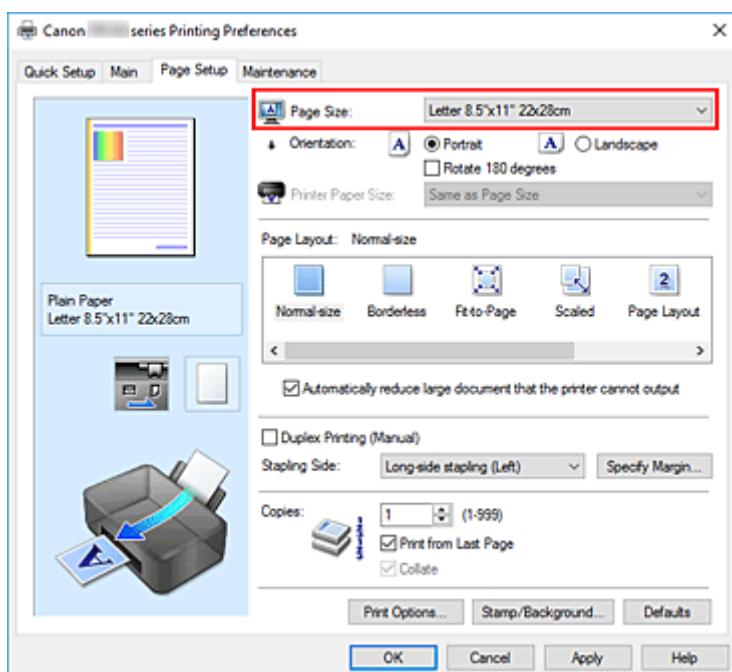 Canon series Printing Preferences
Quick Setup Main Page Setup Maintenance
Page Size: Letter 8.5"x11" 22x28cm
Orientation: A Portrait A Landscape
Rotate 180 degrees
Printer Paper Size: Same as Page Size
Page Layout: Normal-size
2
Normal-size Borderless Fit-to-Page Scaled Page Layout
Automatically reduce large document that the printer cannot output
Plain Paper
Letter 8.5"x11" 22x28cm
Duplex Printing (Manual)
Stapling Side: Long-side stapling (Left) Specify Margin...
Copies: 1 (1-999)
Print from Last Page
Collate
A
Print Options... Stamp/Background... Defaults
OK Cancel Apply Help